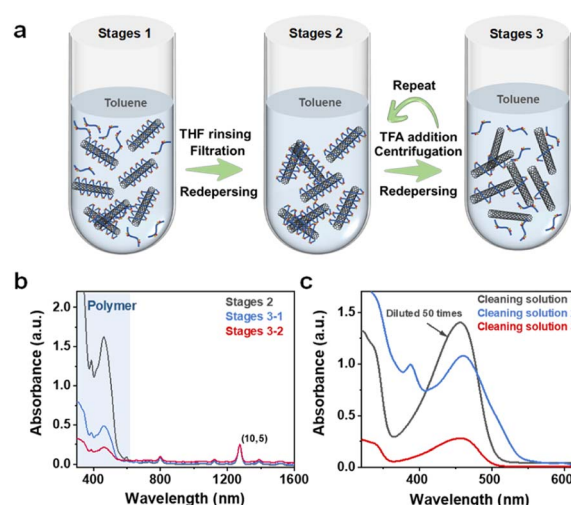 a
Stages 1
Stages 2
Stages 3
Toluene
Toluene
Toluene
THF rinsing
Filtration
Redepersing
Repeat
TFA addition
Centrifugation
Redepersing
b
Absorbance (a.u.)
2.0
1.5
1.0
0.5
0.0
Polymer
Stages 2
Stages 3-1
Stages 3-2
(10,5)
400
800
1200
1600
Wavelength (nm)
c
Absorbance (a.u.)
1.5
1.0
0.5
0.0
Diluted 50 times
Cleaning solution
Cleaning solution
Cleaning solution
400
500
600
Wavelength (nm)